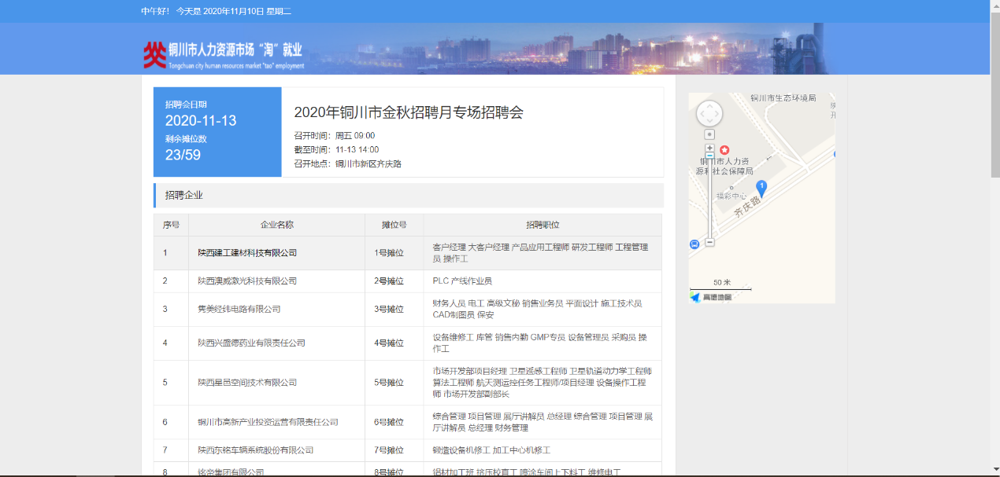 中午好! 今天是 2020年11月10日 星期二
铜川市人力资源市场“淘”就业
Tongchuan city human resources market "tao" employment
招聘会日期
2020-11-13
剩余摊位数
23/59
2020年铜川市金秋招聘月专场招聘会
召开时间：周五 09:00
截至时间：11-13 14:00
召开地点：铜川市新区齐庆路
招聘企业
序号 企业名称 摊位号 招聘职位
1 陕西建工建材科技有限公司 1号摊位 客户经理 大客户经理 产品应用工程师 研发工程师 工程管理
员 操作工
2 陕西澳威激光科技有限公司 2号摊位 PLC 产线作业员
3 隽美经纬电路有限公司 3号摊位 财务人员 电工 高级文秘 销售业务员 平面设计 施工技术员
CAD制图员 保安
4 陕西兴盛德药业有限责任公司 4号摊位 设备维修工 库管 销售内勤 GMP专员 设备管理员 采购员 操
作工
5 陕西星邑空间技术有限公司 5号摊位 市场开发部项目经理 卫星遥感工程师 卫星轨道动力学工程师
算法工程师 航天测运控任务工程师/项目经理 设备操作工程
师 市场开发部副部长
6 铜川市高新产业投资运营有限责任公司 6号摊位 综合管理 项目管理 展厅讲解员 总经理 综合管理 项目管理 展
厅讲解员 总经理 财务管理
7 陕西东铭车辆系统股份有限公司 7号摊位 锻造设备机修工 加工中心机修工
8 铭帝集团有限公司 8号摊位 铝材加工班 挤压校直工 喷涂车间上下料工 维修电工
铜川市生态环境局
铜川市人力资
源和社会保障局
福彩中心
1
齐庆路
50 米
高德地图